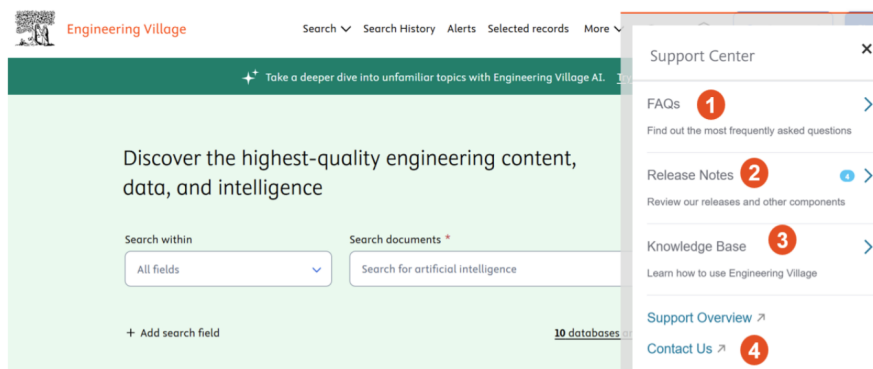 Engineering Village
Search History Alerts Selected records More
Search
Take a deeper dive into unfamiliar topics with Engineering Village AI.
Discover the highest-quality engineering content,
data, and intelligence
Search within
Search documents *
All fields
Search for artificial intelligence
+ Add search field
10 databases
Support Center
×
FAQs 1
Find out the most frequently asked questions
Release Notes 2 4
Review our releases and other components
Knowledge Base 3
Learn how to use Engineering Village
Support Overview
Contact Us 4